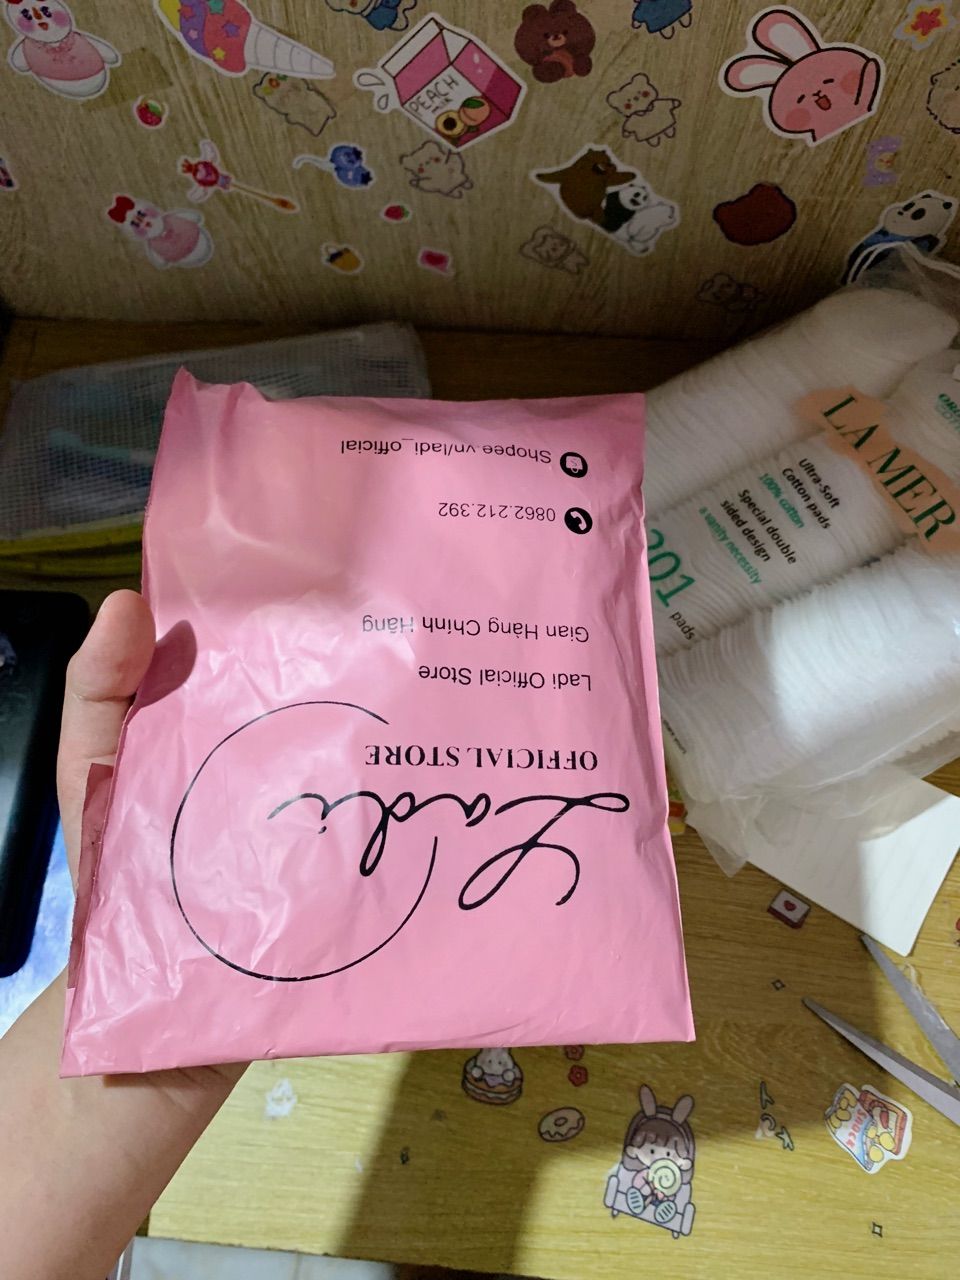 Ladi
OFFICIAL STORE
Ladi Official Store
Gian Hàng Chính Hãng
0862.212.392
Shopee.vn/ladi_official
PEACH
LA MER
Ultra-Soft
Cotton pads
100% cotton
Special double
sided design
a vanity necessity
pads
SNACK